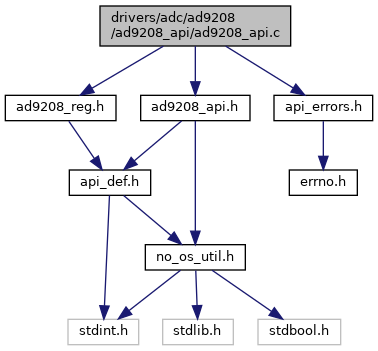 drivers/adc/ad9208
/ad9208_api/ad9208_api.c
ad9208_reg.h
ad9208_api.h
api_errors.h
api_def.h
errno.h
no_os_util.h
stdint.h
stdlib.h
stdbool.h